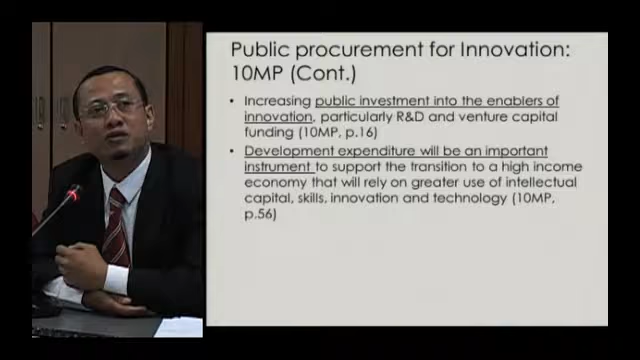 Public procurement for Innovation:
10MP (Cont.)
• Increasing public investment into the enablers of
innovation, particularly R&D and venture capital
funding (10MP, p.16)
• Development expenditure will be an important
instrument to support the transition to a high income
economy that will rely on greater use of intellectual
capital, skills, innovation and technology (10MP,
p.56)